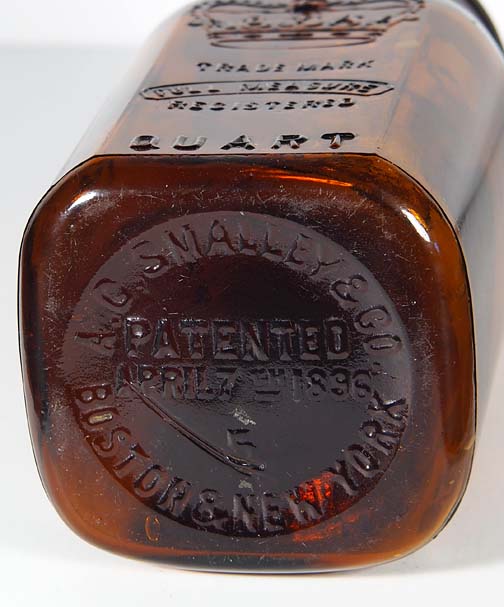 TRADE MARK
FULL MEASURE
REGISTERED
QUART
A.G. SMALLEY & CO.
PATENTED
APRIL 7TH 1896
BOSTON & NEW YORK